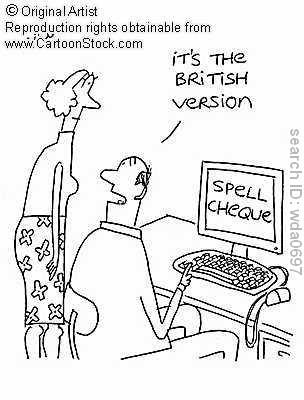 © Original Artist
Reproduction rights obtainable from
www.CartoonStock.com
iT'S THE
BRiTiSH
VeRSiON
SPeLL
CHeQUe
search ID: wda0697